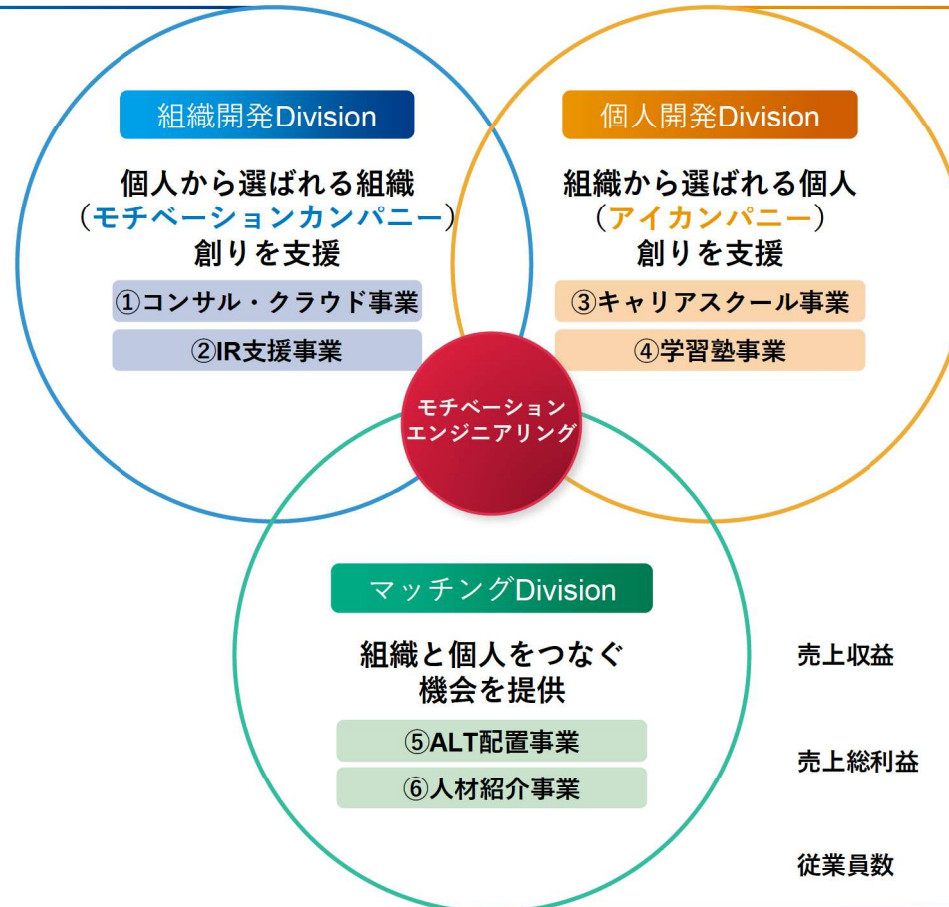 組織開発Division
個人から選ばれる組織
（モチベーションカンパニー）
創りを支援
①コンサル・クラウド事業
②IR支援事業
個人開発Division
組織から選ばれる個人
（アイカンパニー）
創りを支援
③キャリアスクール事業
④学習塾事業
モチベーション
エンジニアリング
マッチングDivision
組織と個人をつなぐ
機会を提供
⑤ALT配置事業
⑥人材紹介事業
売上収益
売上総利益
従業員数